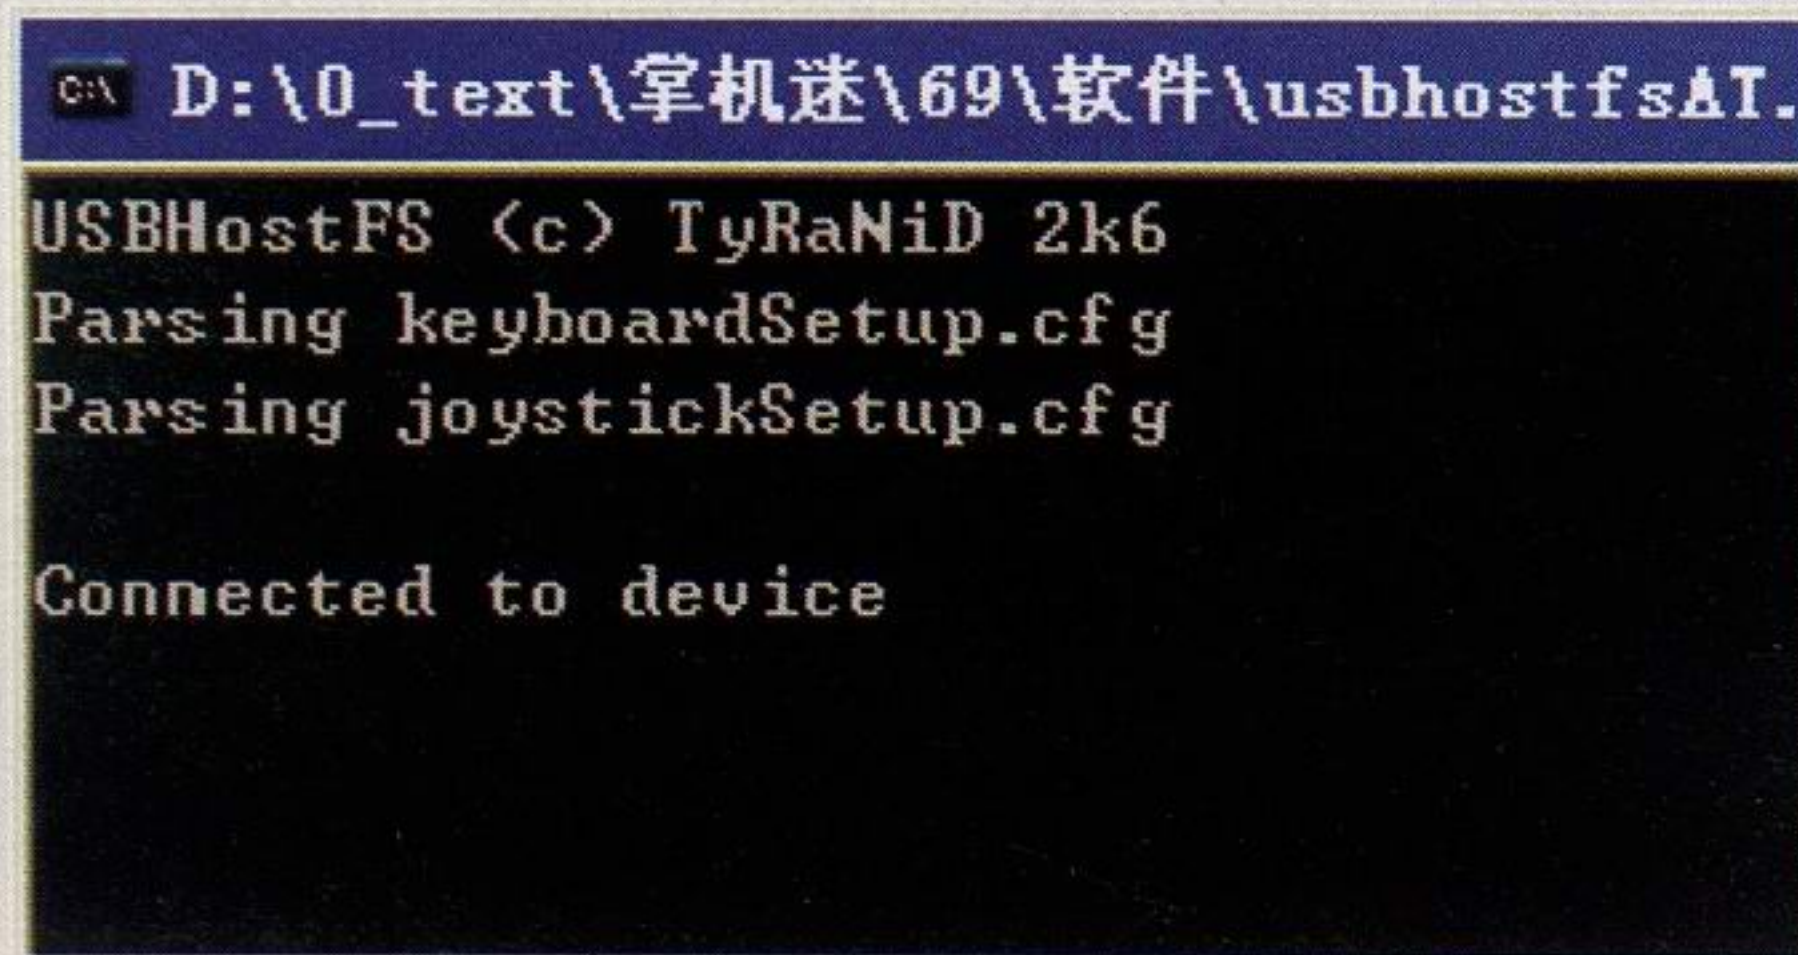 C:\ D:\0_text\掌机迷\69\软件\usbhostfsAT.
USBHostFS (c) TyRaNiD 2k6
Parsing keyboardSetup.cfg
Parsing joystickSetup.cfg
Connected to device